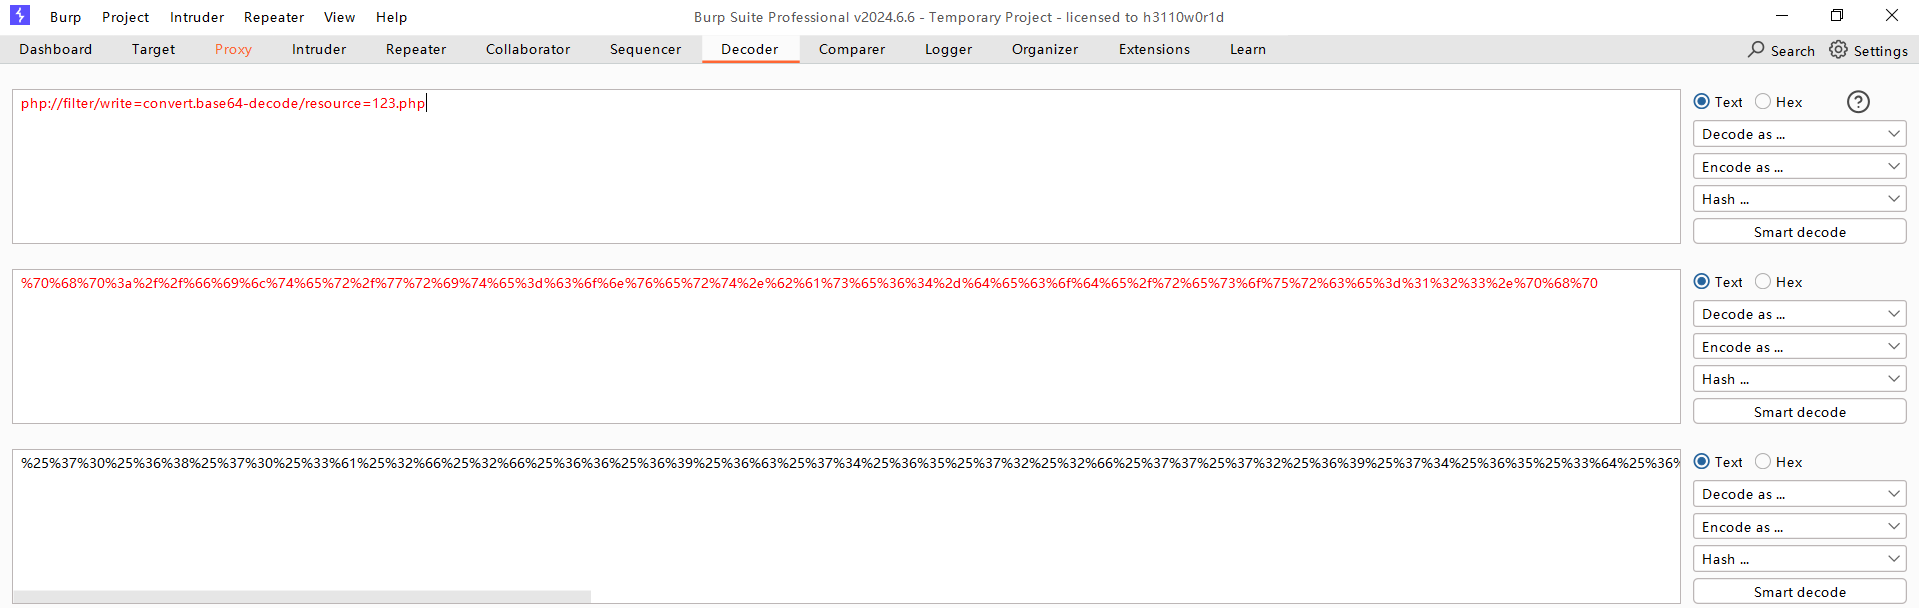 Burp Project Intruder Repeater View Help Burp Suite Professional v2024.6.6 - Temporary Project - licensed to h3110w0r1d
Dashboard Target Proxy Intruder Repeater Collaborator Sequencer Decoder Comparer Logger Organizer Extensions Learn Search Settings
php://filter/write=convert.base64-decode/resource=123.php
Text Hex ?
Decode as ...
Encode as ...
Hash ...
Smart decode
%70%68%70%3a%2f%2f%66%69%6c%74%65%72%2f%77%72%69%74%65%3d%63%6f%6e%76%65%72%74%2e%62%61%73%65%36%34%2d%64%65%63%6f%64%65%2f%72%65%73%6f%75%72%63%65%3d%31%32%33%2e%70%68%70
Text Hex
Decode as ...
Encode as ...
Hash ...
Smart decode
%25%37%30%25%36%38%25%37%30%25%33%61%25%32%66%25%32%66%25%36%36%25%36%39%25%36%63%25%37%34%25%36%35%25%37%32%25%32%66%25%37%37%25%37%32%25%36%39%25%37%34%25%36%35%25%33%64%25%36%
Text Hex
Decode as ...
Encode as ...
Hash ...
Smart decode